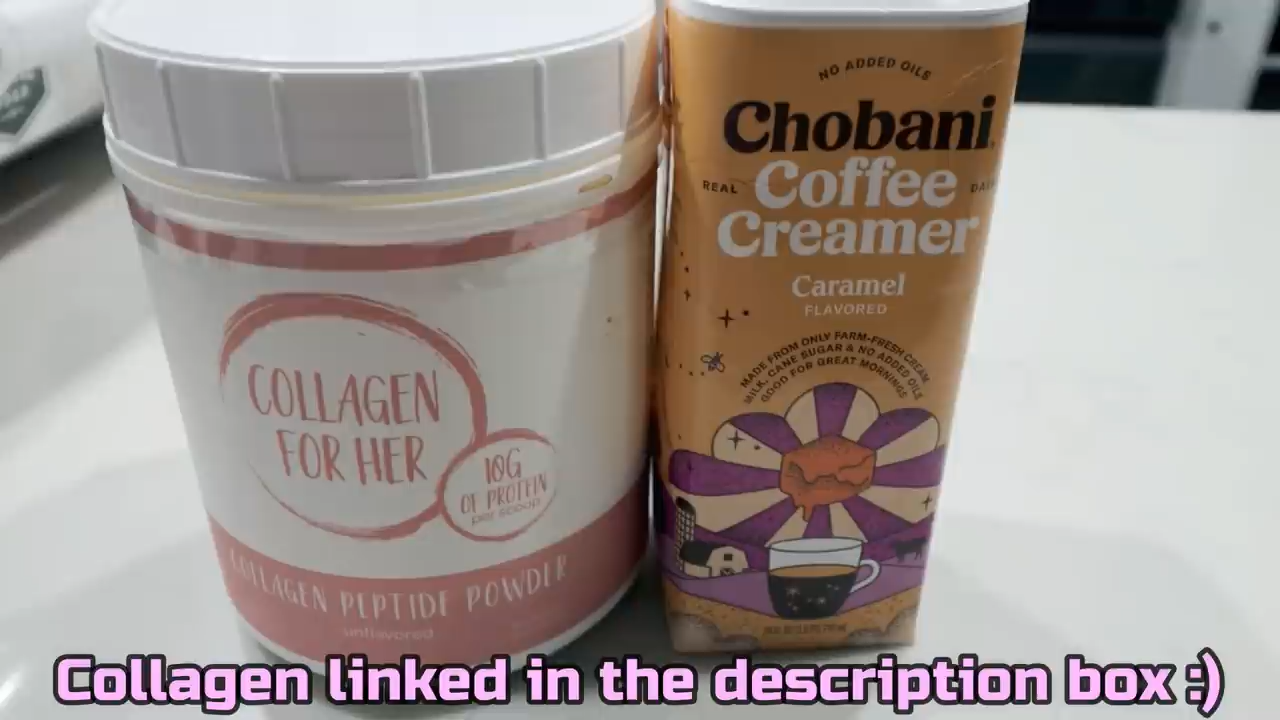 COLLAGEN
FOR HER
10G
OF PROTEIN
per scoop
COLLAGEN PEPTIDE POWDER
unflavored
NO ADDED OILS
Chobani
REAL Coffee
Creamer
Caramel
FLAVORED
MADE FROM ONLY FARM-FRESH CREAM
MILK, CANE SUGAR & NO ADDED OILS
GOOD FOR GREAT MORNINGS
Collagen linked in the description box :)